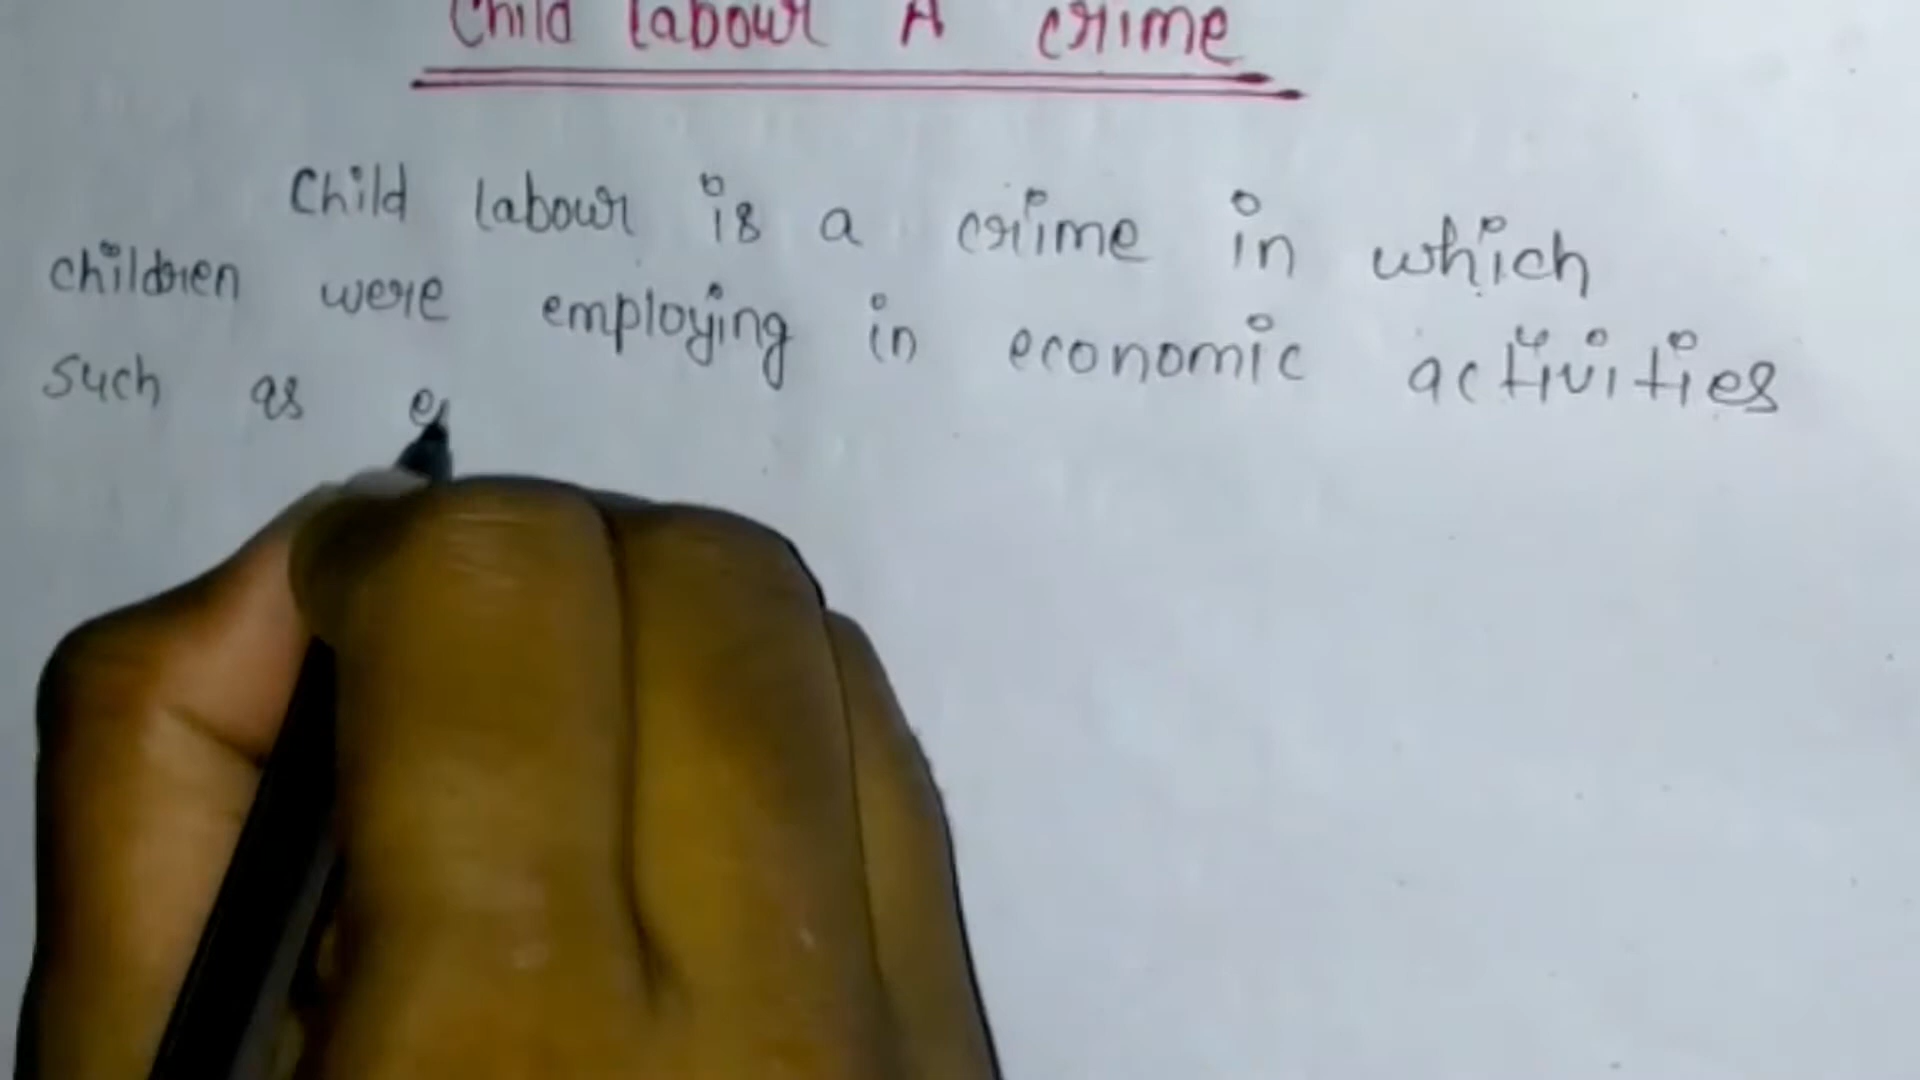 Child labour A crime
Child labour is a crime in which
children were employing in economic activities
such as